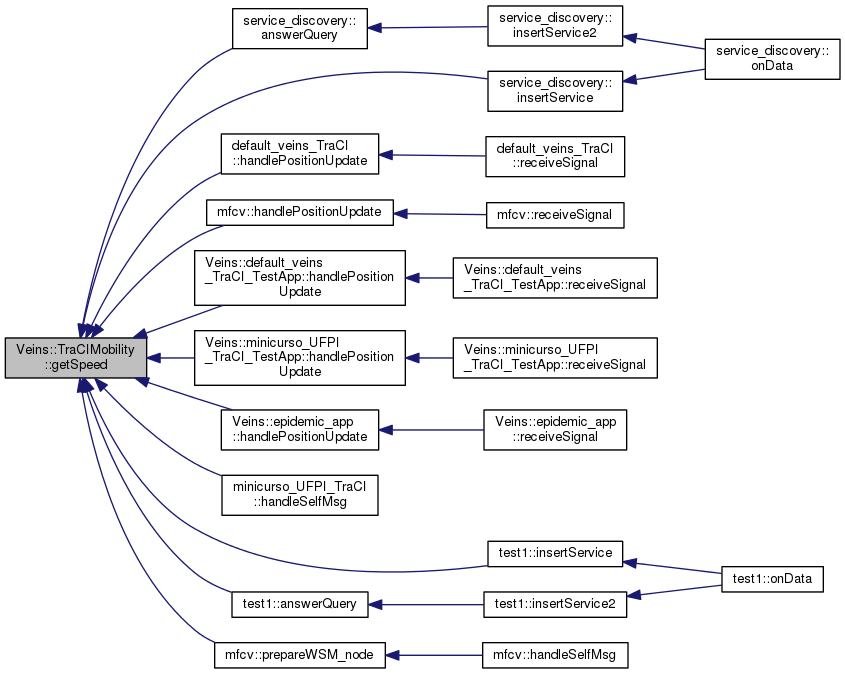 service_discovery::
answerQuery
service_discovery::
insertService2
service_discovery::
onData
service_discovery::
insertService
default_veins_TraCI
::handlePositionUpdate
default_veins_TraCI
::receiveSignal
mfcv::handlePositionUpdate
mfcv::receiveSignal
Veins::default_veins
_TraCI_TestApp::handlePosition
Update
Veins::default_veins
_TraCI_TestApp::receiveSignal
Veins::TraCIMobility
::getSpeed
Veins::minicurso_UFPI
_TraCI_TestApp::handlePosition
Update
Veins::minicurso_UFPI
_TraCI_TestApp::receiveSignal
Veins::epidemic_app
::handlePositionUpdate
Veins::epidemic_app
::receiveSignal
minicurso_UFPI_TraCI
::handleSelfMsg
test1::insertService
test1::onData
test1::answerQuery
test1::insertService2
mfcv::prepareWSM_node
mfcv::handleSelfMsg